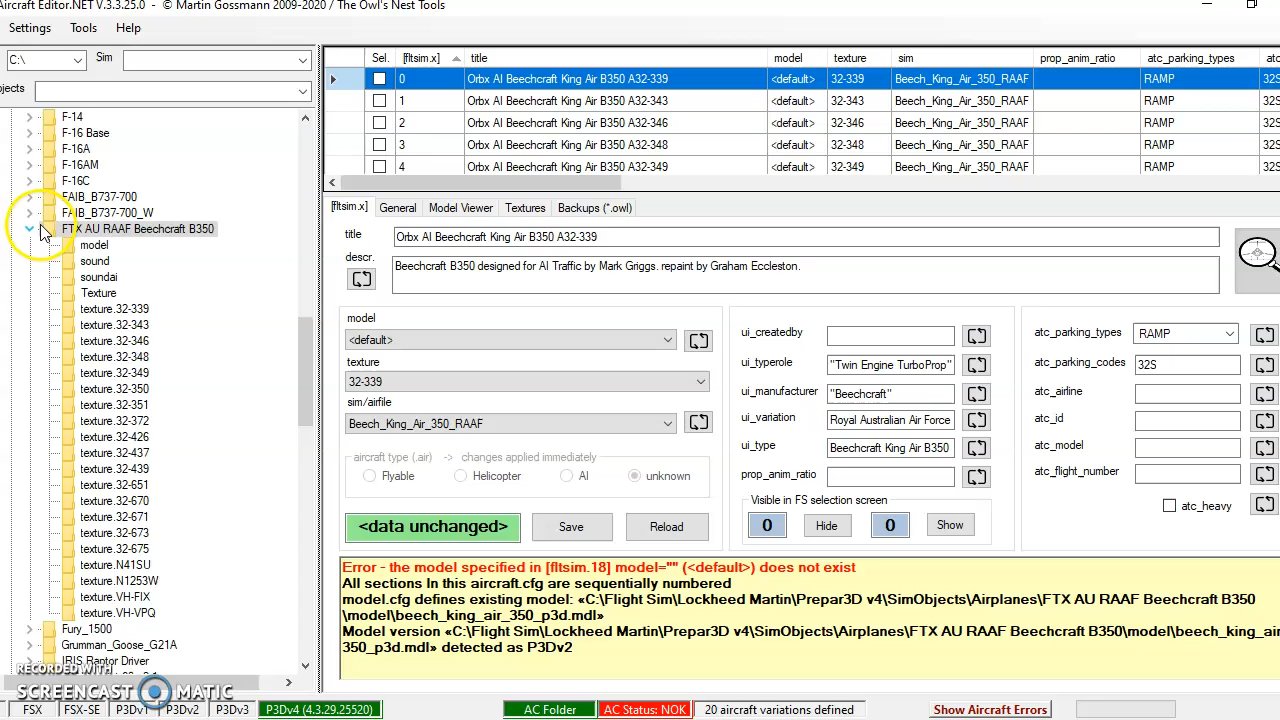 Aircraft Editor.NET V.3.3.25.0 - © Martin Gossmann 2009-2020 / The Owl's Nest Tools
Settings Tools Help
C:\ Sim
ojects
F-14
F-16 Base
F-16A
F-16AM
F-16C
FAIB_B737-700
FAIB_B737-700_W
FTX AU RAAF Beechcraft B350
model
sound
soundai
Texture
texture.32-339
texture.32-343
texture.32-346
texture.32-348
texture.32-349
texture.32-350
texture.32-351
texture.32-372
texture.32-426
texture.32-437
texture.32-439
texture.32-651
texture.32-670
texture.32-671
texture.32-673
texture.32-675
texture.N41SU
texture.N1253W
texture.VH-FIX
texture.VH-VPQ
Fury_1500
Grumman_Goose_G21A
IRIS Raptor Driver
RECORDED WITH
SCREENCAST MATIC
Sel. [fltsim.x] title model texture sim prop_anim_ratio atc_parking_types atc
0 Orbx AI Beechcraft King Air B350 A32-339 <default> 32-339 Beech_King_Air_350_RAAF RAMP 32S
1 Orbx AI Beechcraft King Air B350 A32-343 <default> 32-343 Beech_King_Air_350_RAAF RAMP 32S
2 Orbx AI Beechcraft King Air B350 A32-346 <default> 32-346 Beech_King_Air_350_RAAF RAMP 32S
3 Orbx AI Beechcraft King Air B350 A32-348 <default> 32-348 Beech_King_Air_350_RAAF RAMP 32S
4 Orbx AI Beechcraft King Air B350 A32-349 <default> 32-349 Beech_King_Air_350_RAAF RAMP 32S
[fltsim.x] General Model Viewer Textures Backups (*.owl)
title Orbx AI Beechcraft King Air B350 A32-339
descr. Beechcraft B350 designed for AI Traffic by Mark Griggs. repaint by Graham Eccleston.
model
<default>
texture
32-339
sim/airfile
Beech_King_Air_350_RAAF
aircraft type (.air) -> changes applied immediately
Flyable Helicopter AI unknown
<data unchanged> Save Reload
ui_createdby
ui_typerole "Twin Engine TurboProp"
ui_manufacturer "Beechcraft"
ui_variation Royal Australian Air Force
ui_type Beechcraft King Air B350
prop_anim_ratio
Visible in FS selection screen
0 Hide 0 Show
atc_parking_types RAMP
atc_parking_codes 32S
atc_airline
atc_id
atc_model
atc_flight_number
atc_heavy
Error - the model specified in [fltsim.18] model="" (<default>) does not exist
All sections In this aircraft.cfg are sequentially numbered
model.cfg defines existing model: «C:\Flight Sim\Lockheed Martin\Prepar3D v4\SimObjects\Airplanes\FTX AU RAAF Beechcraft B350
\model\beech_king_air_350_p3d.mdl»
Model version «C:\Flight Sim\Lockheed Martin\Prepar3D v4\SimObjects\Airplanes\FTX AU RAAF Beechcraft B350\model\beech_king_air_
350_p3d.mdl» detected as P3Dv2
FSX FSX-SE P3Dv1 P3Dv2 P3Dv3 P3Dv4 (4.3.29.25520) AC Folder AC Status: NOK 20 aircraft variations defined Show Aircraft Errors